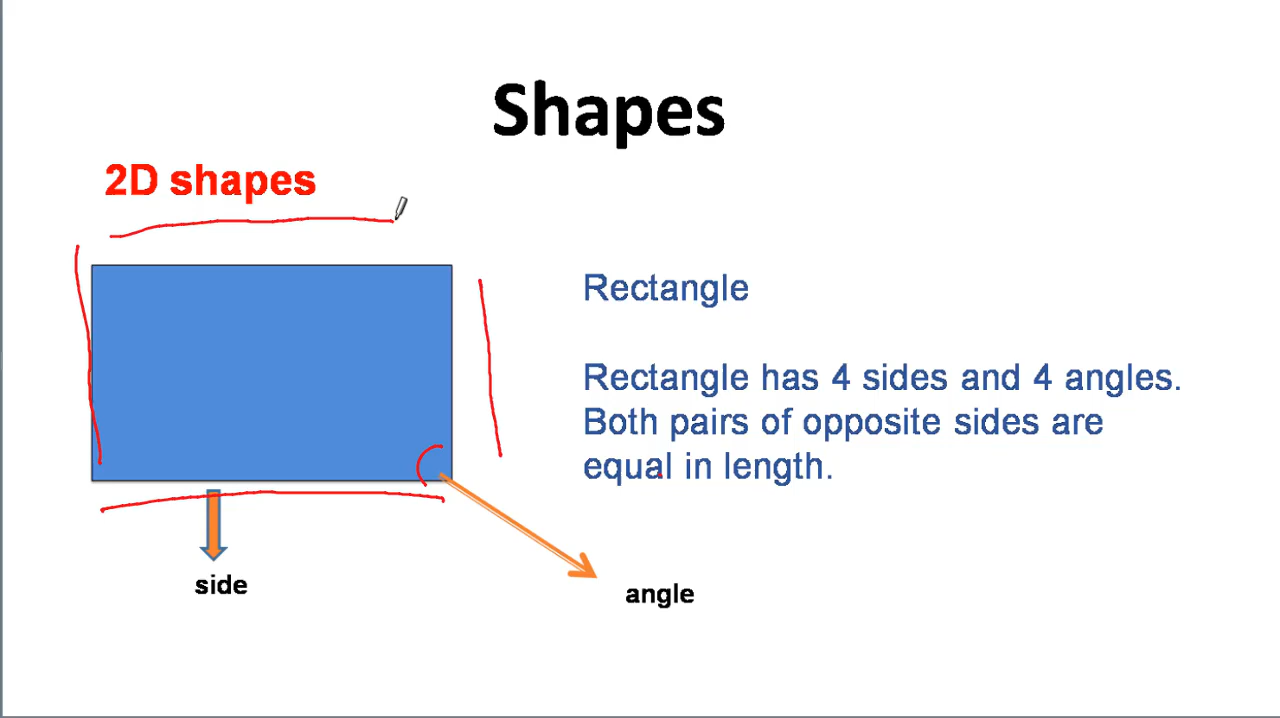 Shapes
2D shapes
Rectangle
Rectangle has 4 sides and 4 angles.
Both pairs of opposite sides are
equal in length.
side
angle